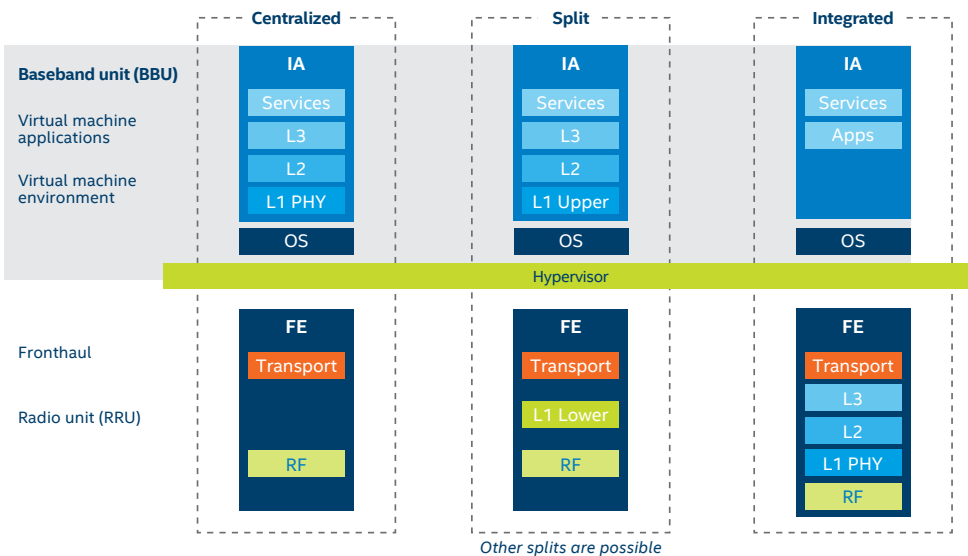 Centralized
Split
Integrated
Baseband unit (BBU)
Virtual machine
applications
Virtual machine
environment
IA
Services
L3
L2
L1 PHY
OS
IA
Services
L3
L2
L1 Upper
OS
IA
Services
Apps
OS
Hypervisor
Fronthaul
Radio unit (RRU)
FE
Transport
RF
FE
Transport
L1 Lower
RF
FE
Transport
L3
L2
L1 PHY
RF
Other splits are possible